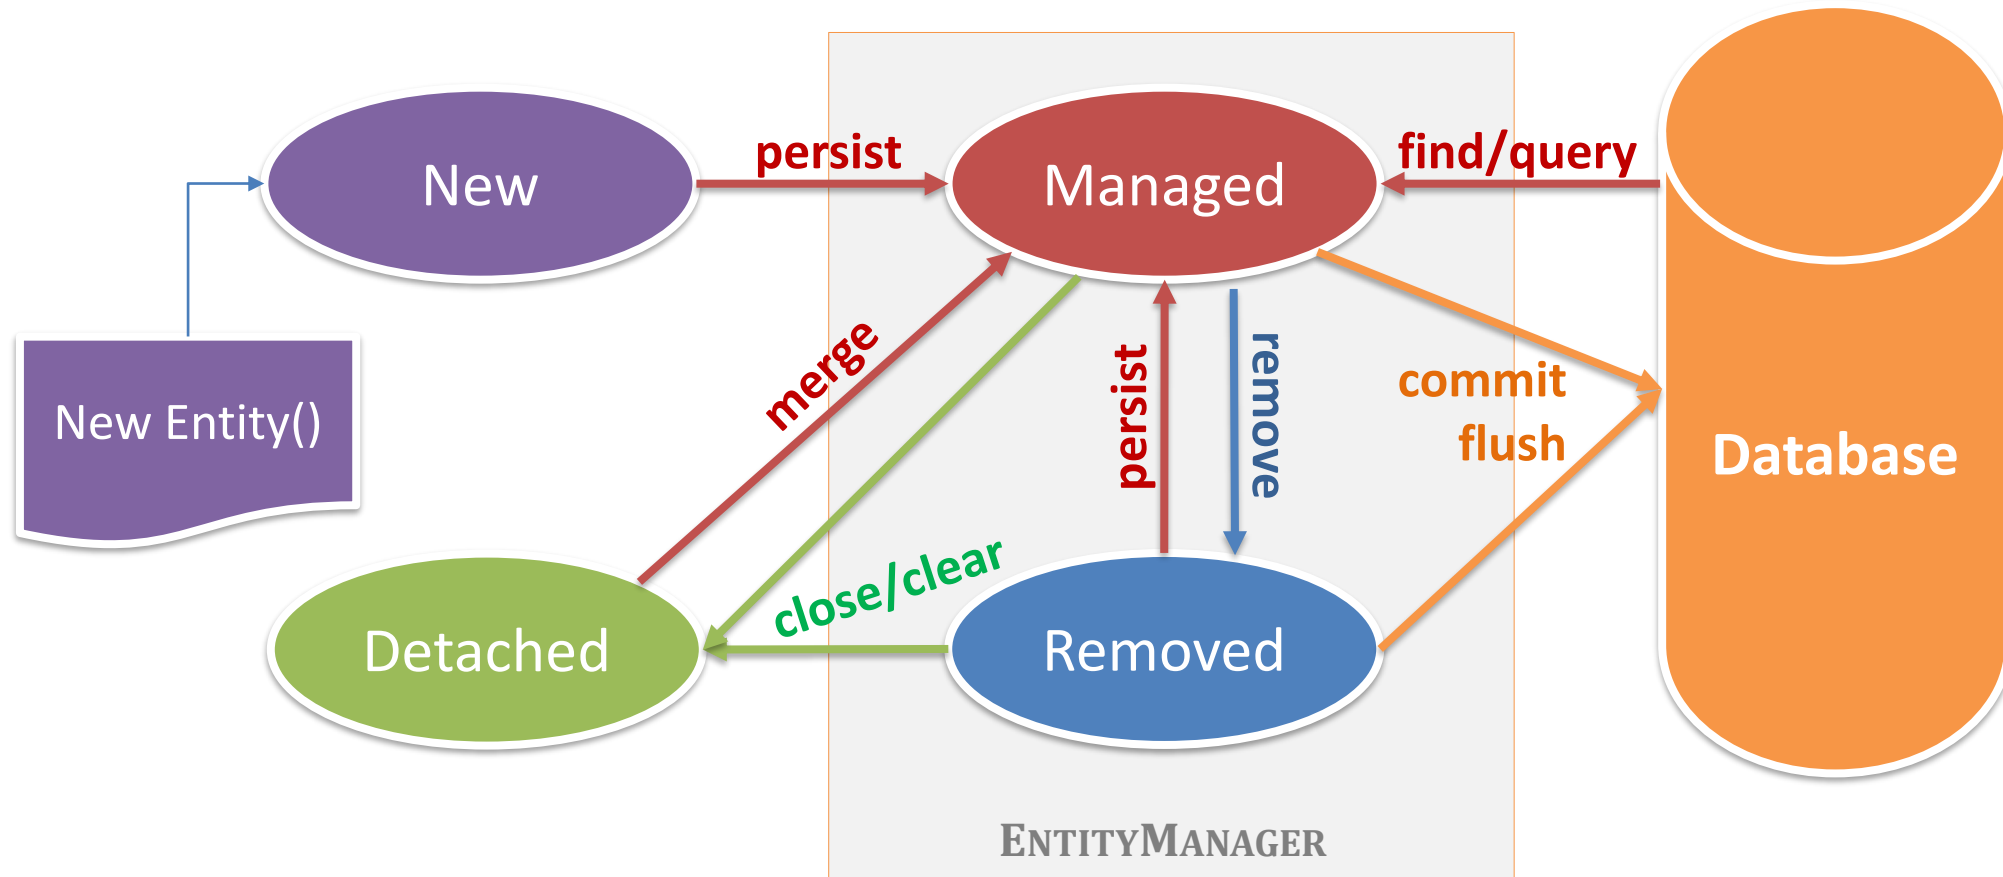 New
persist
Managed
find/query
New Entity()
merge
persist
remove
commit
flush
Database
close/clear
Detached
Removed
ENTITYMANAGER